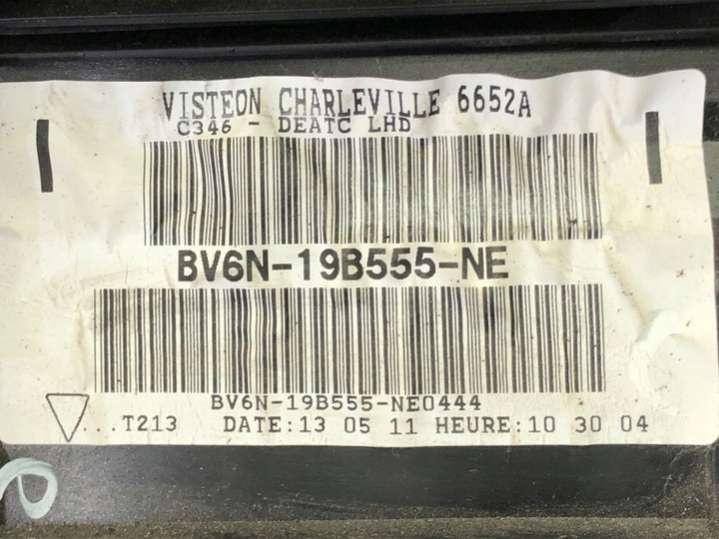 VISTEON CHARLEVILLE 6652A
C346 - DEATC LHD
BV6N-19B555-NE
BV6N-19B555-NE0444
...T213 DATE:13 05 11 HEURE:10 30 04